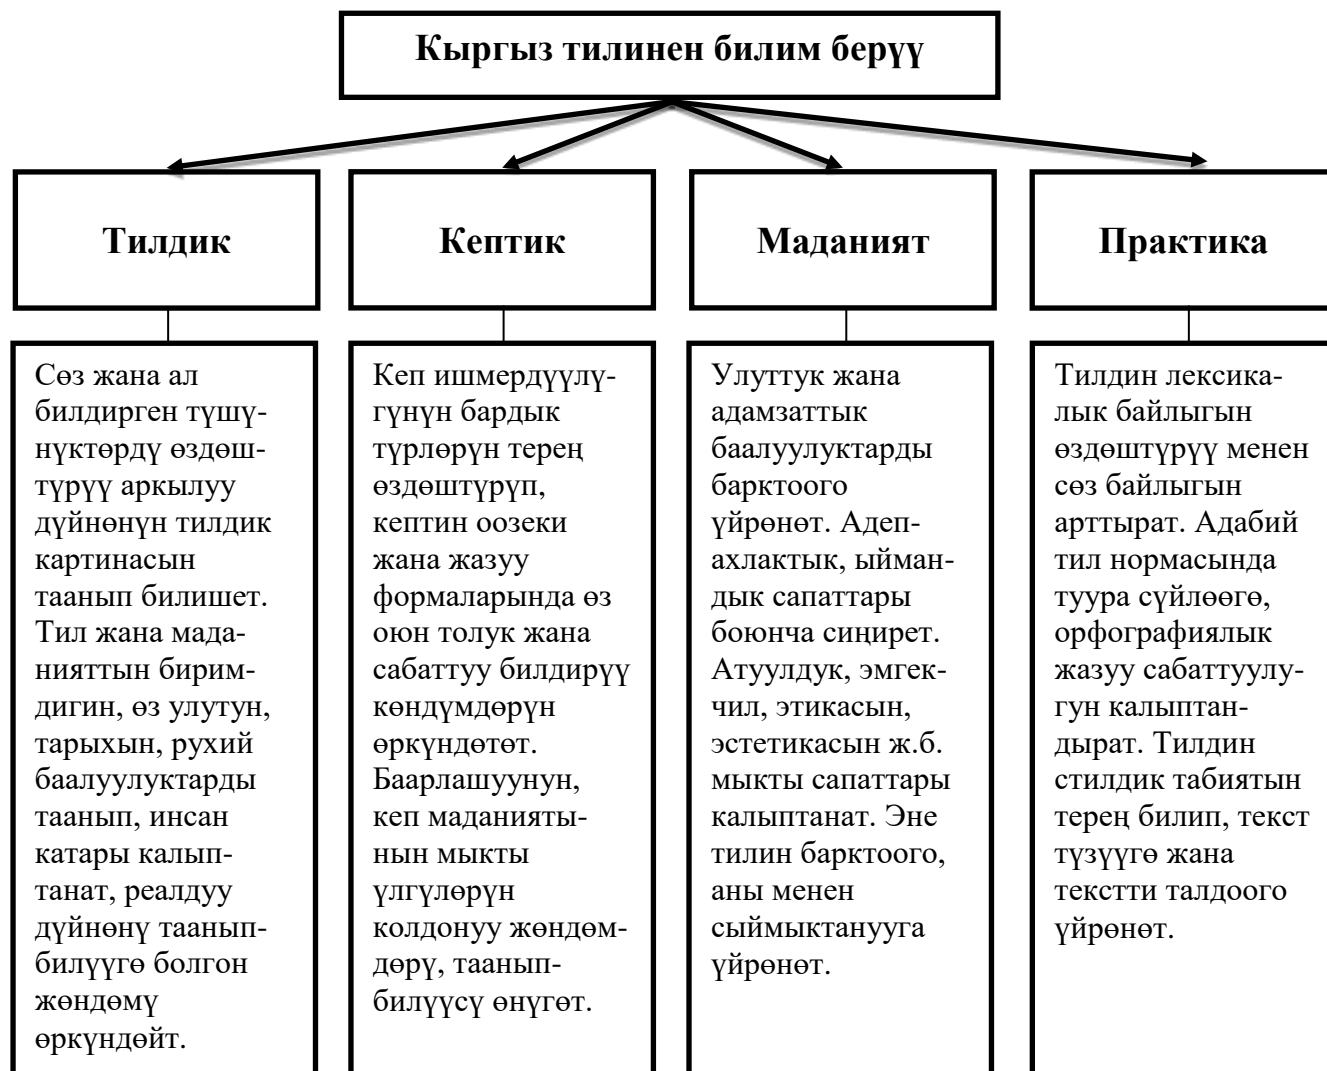 Кыргыз тилинен билим берүү
Тилдик
Кептик
Маданият
Практика
Сөз жана ал
билдирген түшү-
нүктөрдү өздөш-
түрүү аркылуу
дүйнөнүн тилдик
картинасын
таанып билишет.
Тил жана мада-
нияттын бирим-
дигин, өз улутун,
тарыхын, рухий
баалуулуктарды
таанып, инсан
катары калып-
танат, реалдуу
дүйнөнү таанып-
билүүгө болгон
жөндөмү
өркүндөйт.
Кеп ишмердүүлү-
гүнүн бардык
түрлөрүн терең
өздөштүрүп,
кептин оозеки
жана жазуу
формаларында өз
оюн толук жана
сабаттуу билдирүү
көндүмдөрүн
өркүндөтөт.
Баарлашуунун,
кеп маданияты-
нын мыкты
үлгүлөрүн
колдонуу жөндөм-
дөрү, таанып-
билүүсү өнүгөт.
Улуттук жана
адамзаттык
баалуулуктарды
барктоого
үйрөнөт. Адеп-
ахлактык, ыйман-
дык сапаттары
боюнча сиңирет.
Атуулдук, эмгек-
чил, этикасын,
эстетикасын ж.б.
мыкты сапаттары
калыптанат. Эне
тилин барктоого,
аны менен
сыймыктанууга
үйрөнөт.
Тилдин лексика-
лык байлыгын
өздөштүрүү менен
сөз байлыгын
арттырат. Адабий
тил нормасында
туура сүйлөөгө,
орфографиялык
жазуу сабаттуулу-
гун калыптан-
дырат. Тилдин
стилдик табиятын
терең билип, текст
түзүүгө жана
текстти талдоого
үйрөнөт.